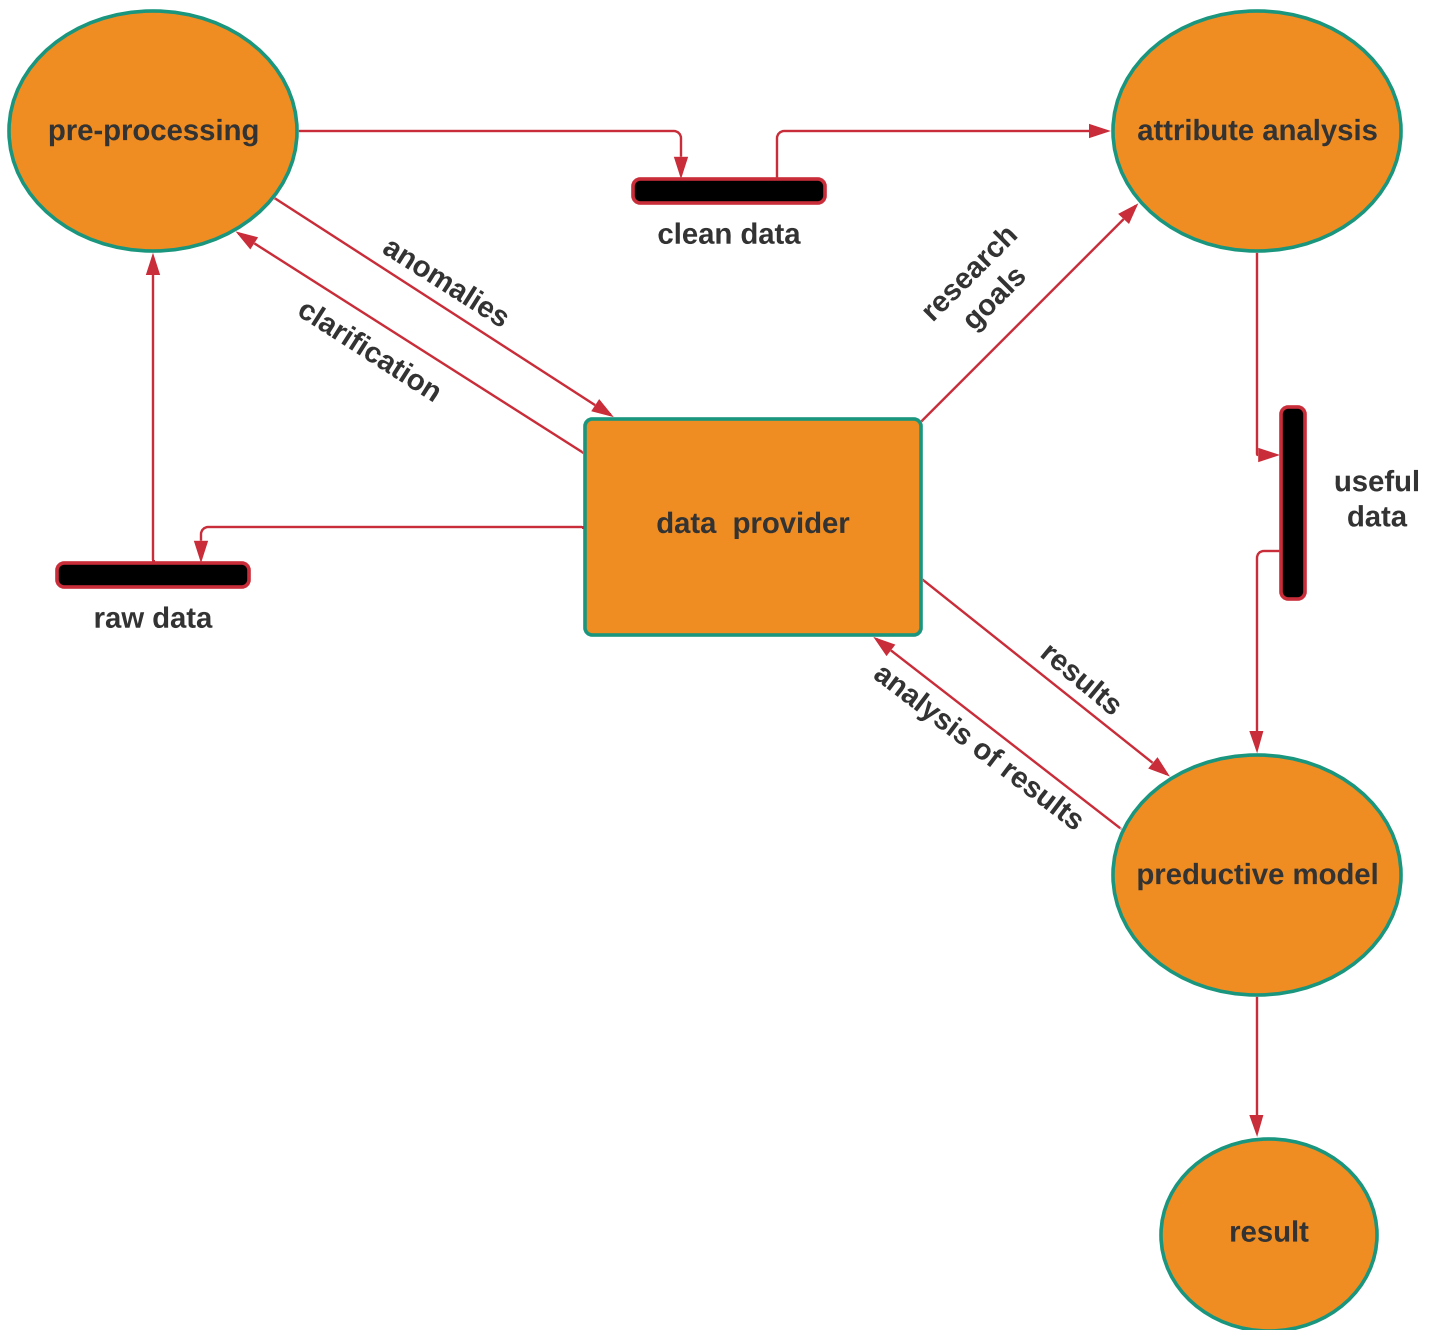 pre-processing
attribute analysis
clean data
anomalies
clarification
research
goals
useful
data
data  provider
raw data
results
analysis of results
preductive model
result